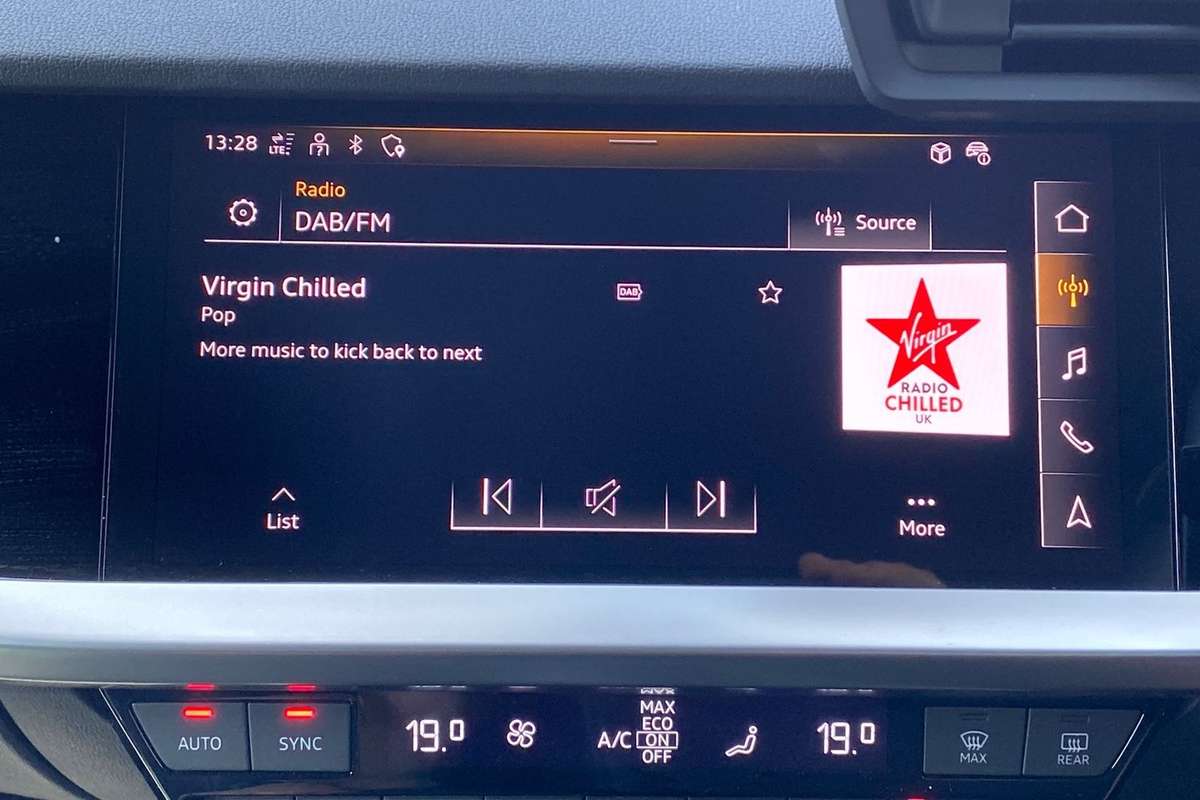 13:28 LTE
Radio
DAB/FM
Source
Virgin Chilled
DAB
Pop
More music to kick back to next
Virgin
RADIO
CHILLED
UK
List
More
AUTO
SYNC
19.0
A/C
MAX
ECO
ON
OFF
19.0
MAX
REAR